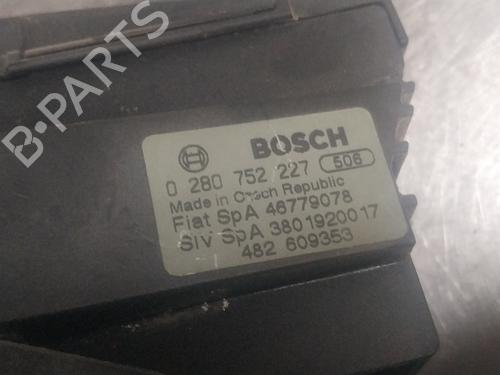 B-PARTS
BOSCH
0 280 752 227 506
Made in Czech Republic
Fiat SpA 46779078
Siv SpA 3801920017
482 609353